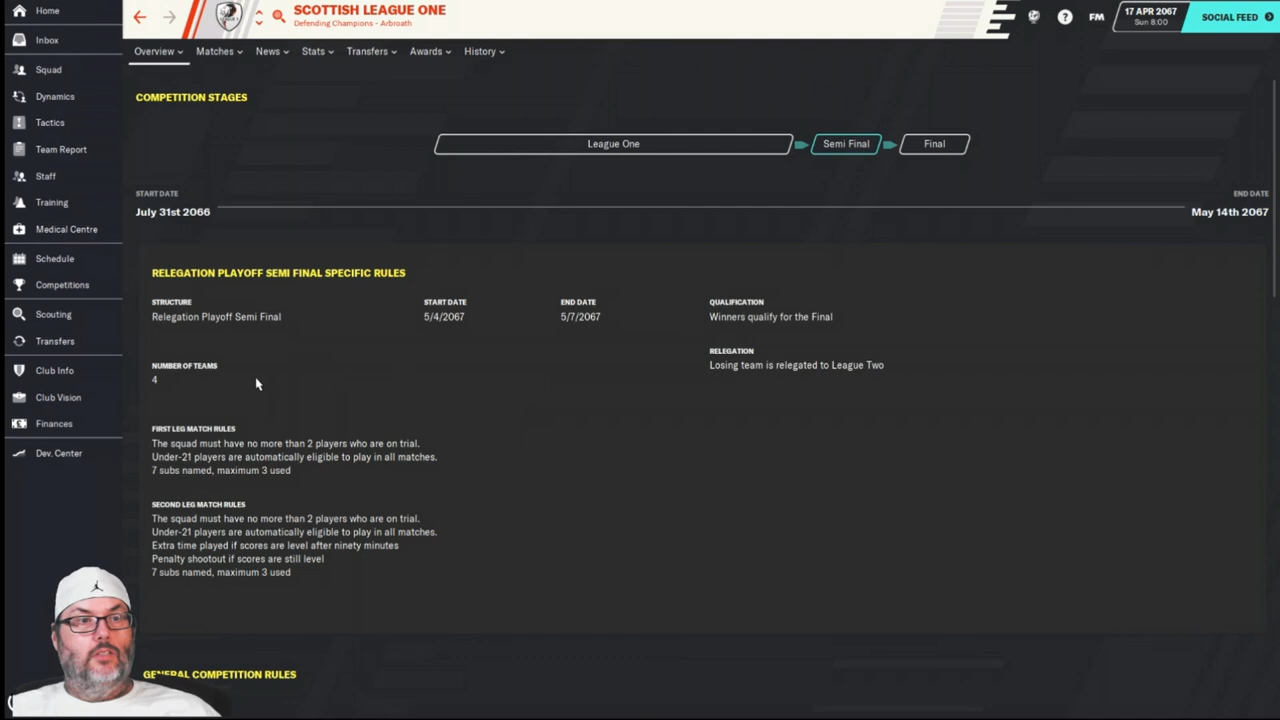 Home
SCOTTISH LEAGUE ONE
Defending Champions - Arbroath
FM
17 APR 2067
Sun 8:00
SOCIAL FEED
Inbox
Squad
Dynamics
Tactics
Team Report
Staff
Training
Medical Centre
Schedule
Competitions
Scouting
Transfers
Club Info
Club Vision
Finances
Dev. Center
Overview
Matches
News
Stats
Transfers
Awards
History
COMPETITION STAGES
League One
Semi Final
Final
START DATE
July 31st 2066
END DATE
May 14th 2067
RELEGATION PLAYOFF SEMI FINAL SPECIFIC RULES
STRUCTURE
Relegation Playoff Semi Final
START DATE
5/4/2067
END DATE
5/7/2067
QUALIFICATION
Winners qualify for the Final
RELEGATION
Losing team is relegated to League Two
NUMBER OF TEAMS
4
FIRST LEG MATCH RULES
The squad must have no more than 2 players who are on trial.
Under-21 players are automatically eligible to play in all matches.
7 subs named, maximum 3 used
SECOND LEG MATCH RULES
The squad must have no more than 2 players who are on trial.
Under-21 players are automatically eligible to play in all matches.
Extra time played if scores are level after ninety minutes
Penalty shootout if scores are still level
7 subs named, maximum 3 used
GENERAL COMPETITION RULES